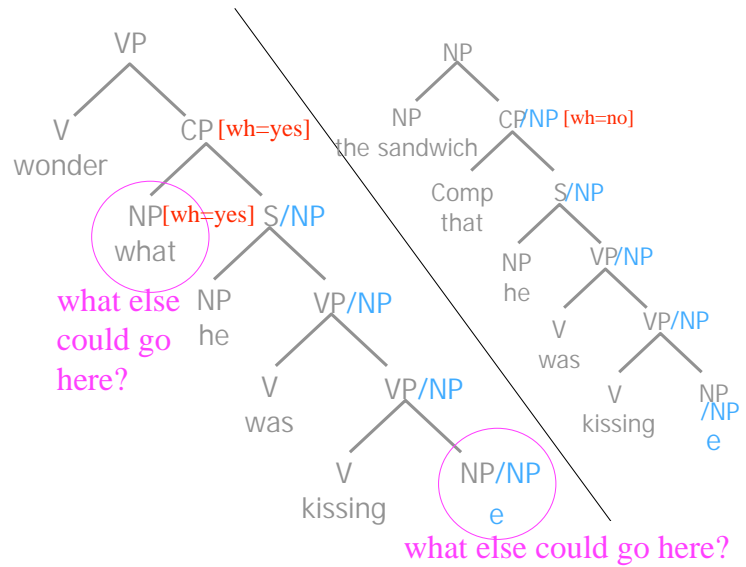 VP
V
wonder
CP[wh=yes]
NP[wh=yes]
what
S/NP
what else
could go
here?
NP
he
VP/NP
V
was
VP/NP
V
kissing
NP/NP
e
what else could go here?
NP
NP
the sandwich
CP/NP [wh=no]
Comp
that
S/NP
NP
he
VP/NP
V
was
VP/NP
V
kissing
NP
/NP
e